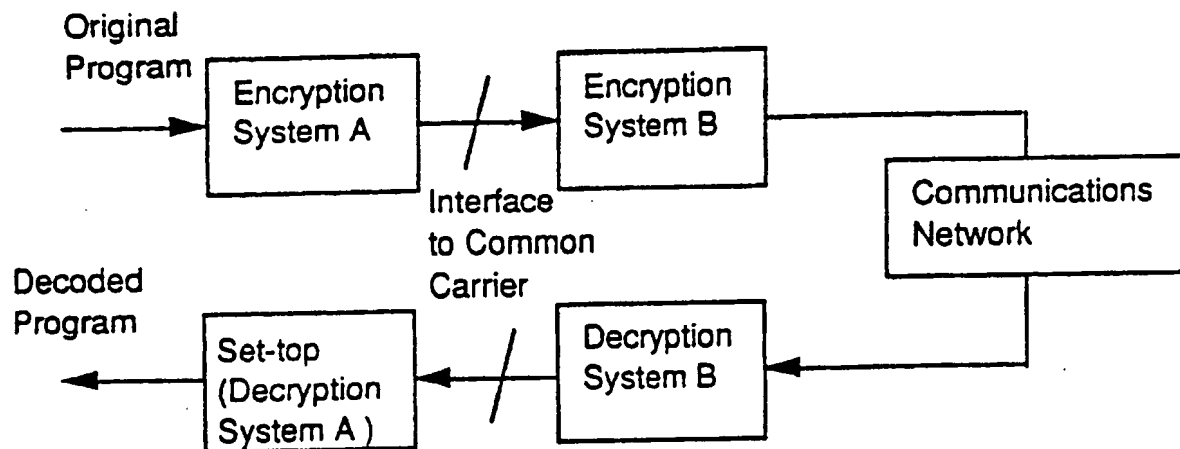 Original
Program
Encryption
System A
Encryption
System B
Communications
Network
Interface
to Common
Carrier
Decoded
Program
Set-top
(Decryption
System A )
Decryption
System B